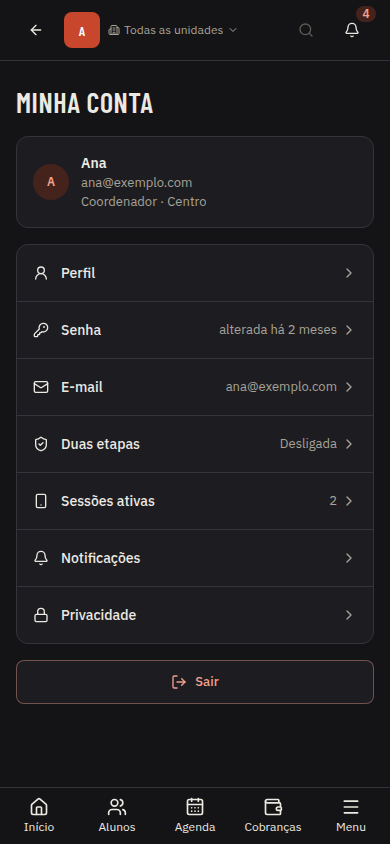 A
Todas as unidades
4
MINHA CONTA
A
Ana
ana@exemplo.com
Coordenador · Centro
Perfil
Senha alterada há 2 meses
E-mail ana@exemplo.com
Duas etapas Desligada
Sessões ativas 2
Notificações
Privacidade
Sair
Início Alunos Agenda Cobranças Menu